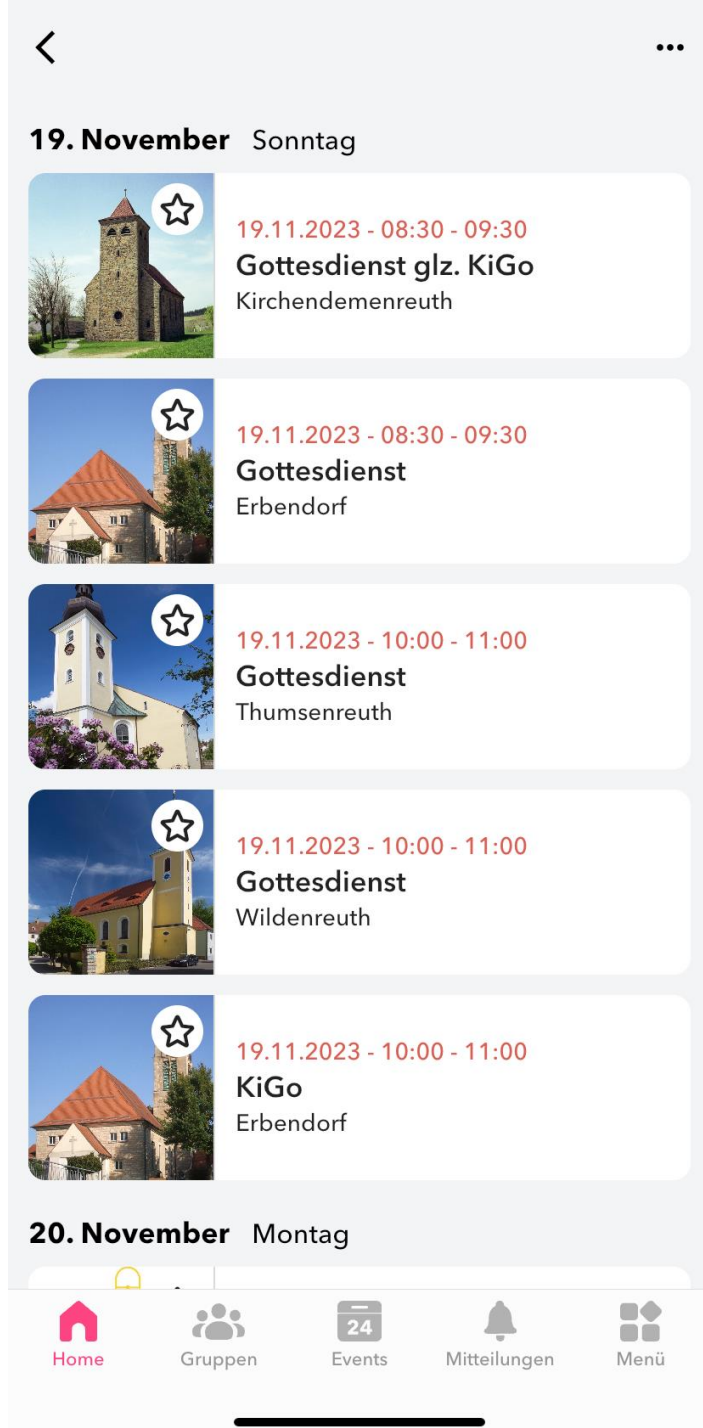 19. November Sonntag
19.11.2023 - 08:30 - 09:30
Gottesdienst glz. KiGo
Kirchendemenreuth
19.11.2023 - 08:30 - 09:30
Gottesdienst
Erbendorf
19.11.2023 - 10:00 - 11:00
Gottesdienst
Thumsenreuth
19.11.2023 - 10:00 - 11:00
Gottesdienst
Wildenreuth
19.11.2023 - 10:00 - 11:00
KiGo
Erbendorf
20. November Montag
24
Home Gruppen Events Mitteilungen Menü